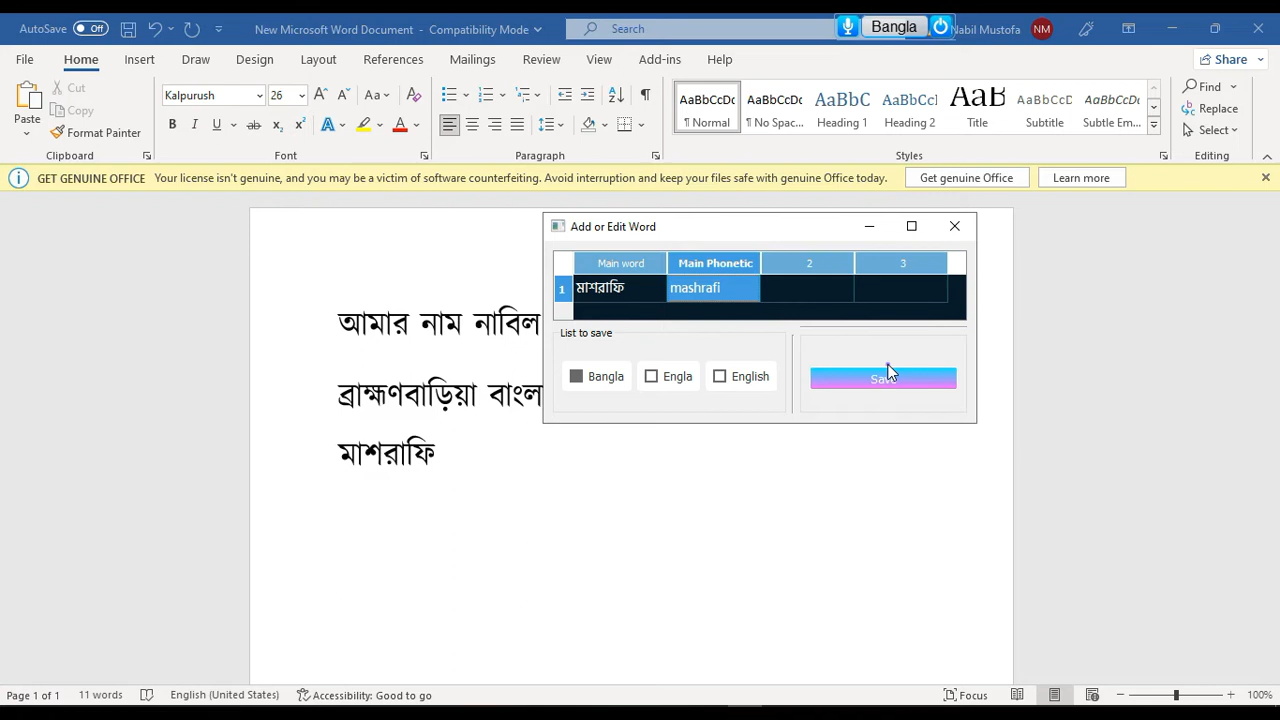 AutoSave Off New Microsoft Word Document - Compatibility Mode Search Bangla Nabil Mustofa NM
File Home Insert Draw Design Layout References Mailings Review View Add-ins Help Share
Paste Cut Copy Format Painter
Kalpurush 26 Aa
B I U ab x₂ x² A A
AaBbCcDc AaBbCcDc AaBbC AaBbCcI AaB AaBbCcD AaBbCcDc
¶ Normal ¶ No Spac... Heading 1 Heading 2 Title Subtitle Subtle Em...
Find
Replace
Select
Clipboard Font Paragraph Styles Editing
GET GENUINE OFFICE Your license isn't genuine, and you may be a victim of software counterfeiting. Avoid interruption and keep your files safe with genuine Office today. Get genuine Office Learn more
Add or Edit Word
Main word Main Phonetic 2 3
1 মাশরাফি mashrafi
List to save
Bangla Engla English
আমার নাম নাবিল
ব্রাহ্মণবাড়িয়া
মাশরাফি
Page 1 of 1 11 words English (United States) Accessibility: Good to go Focus 100%